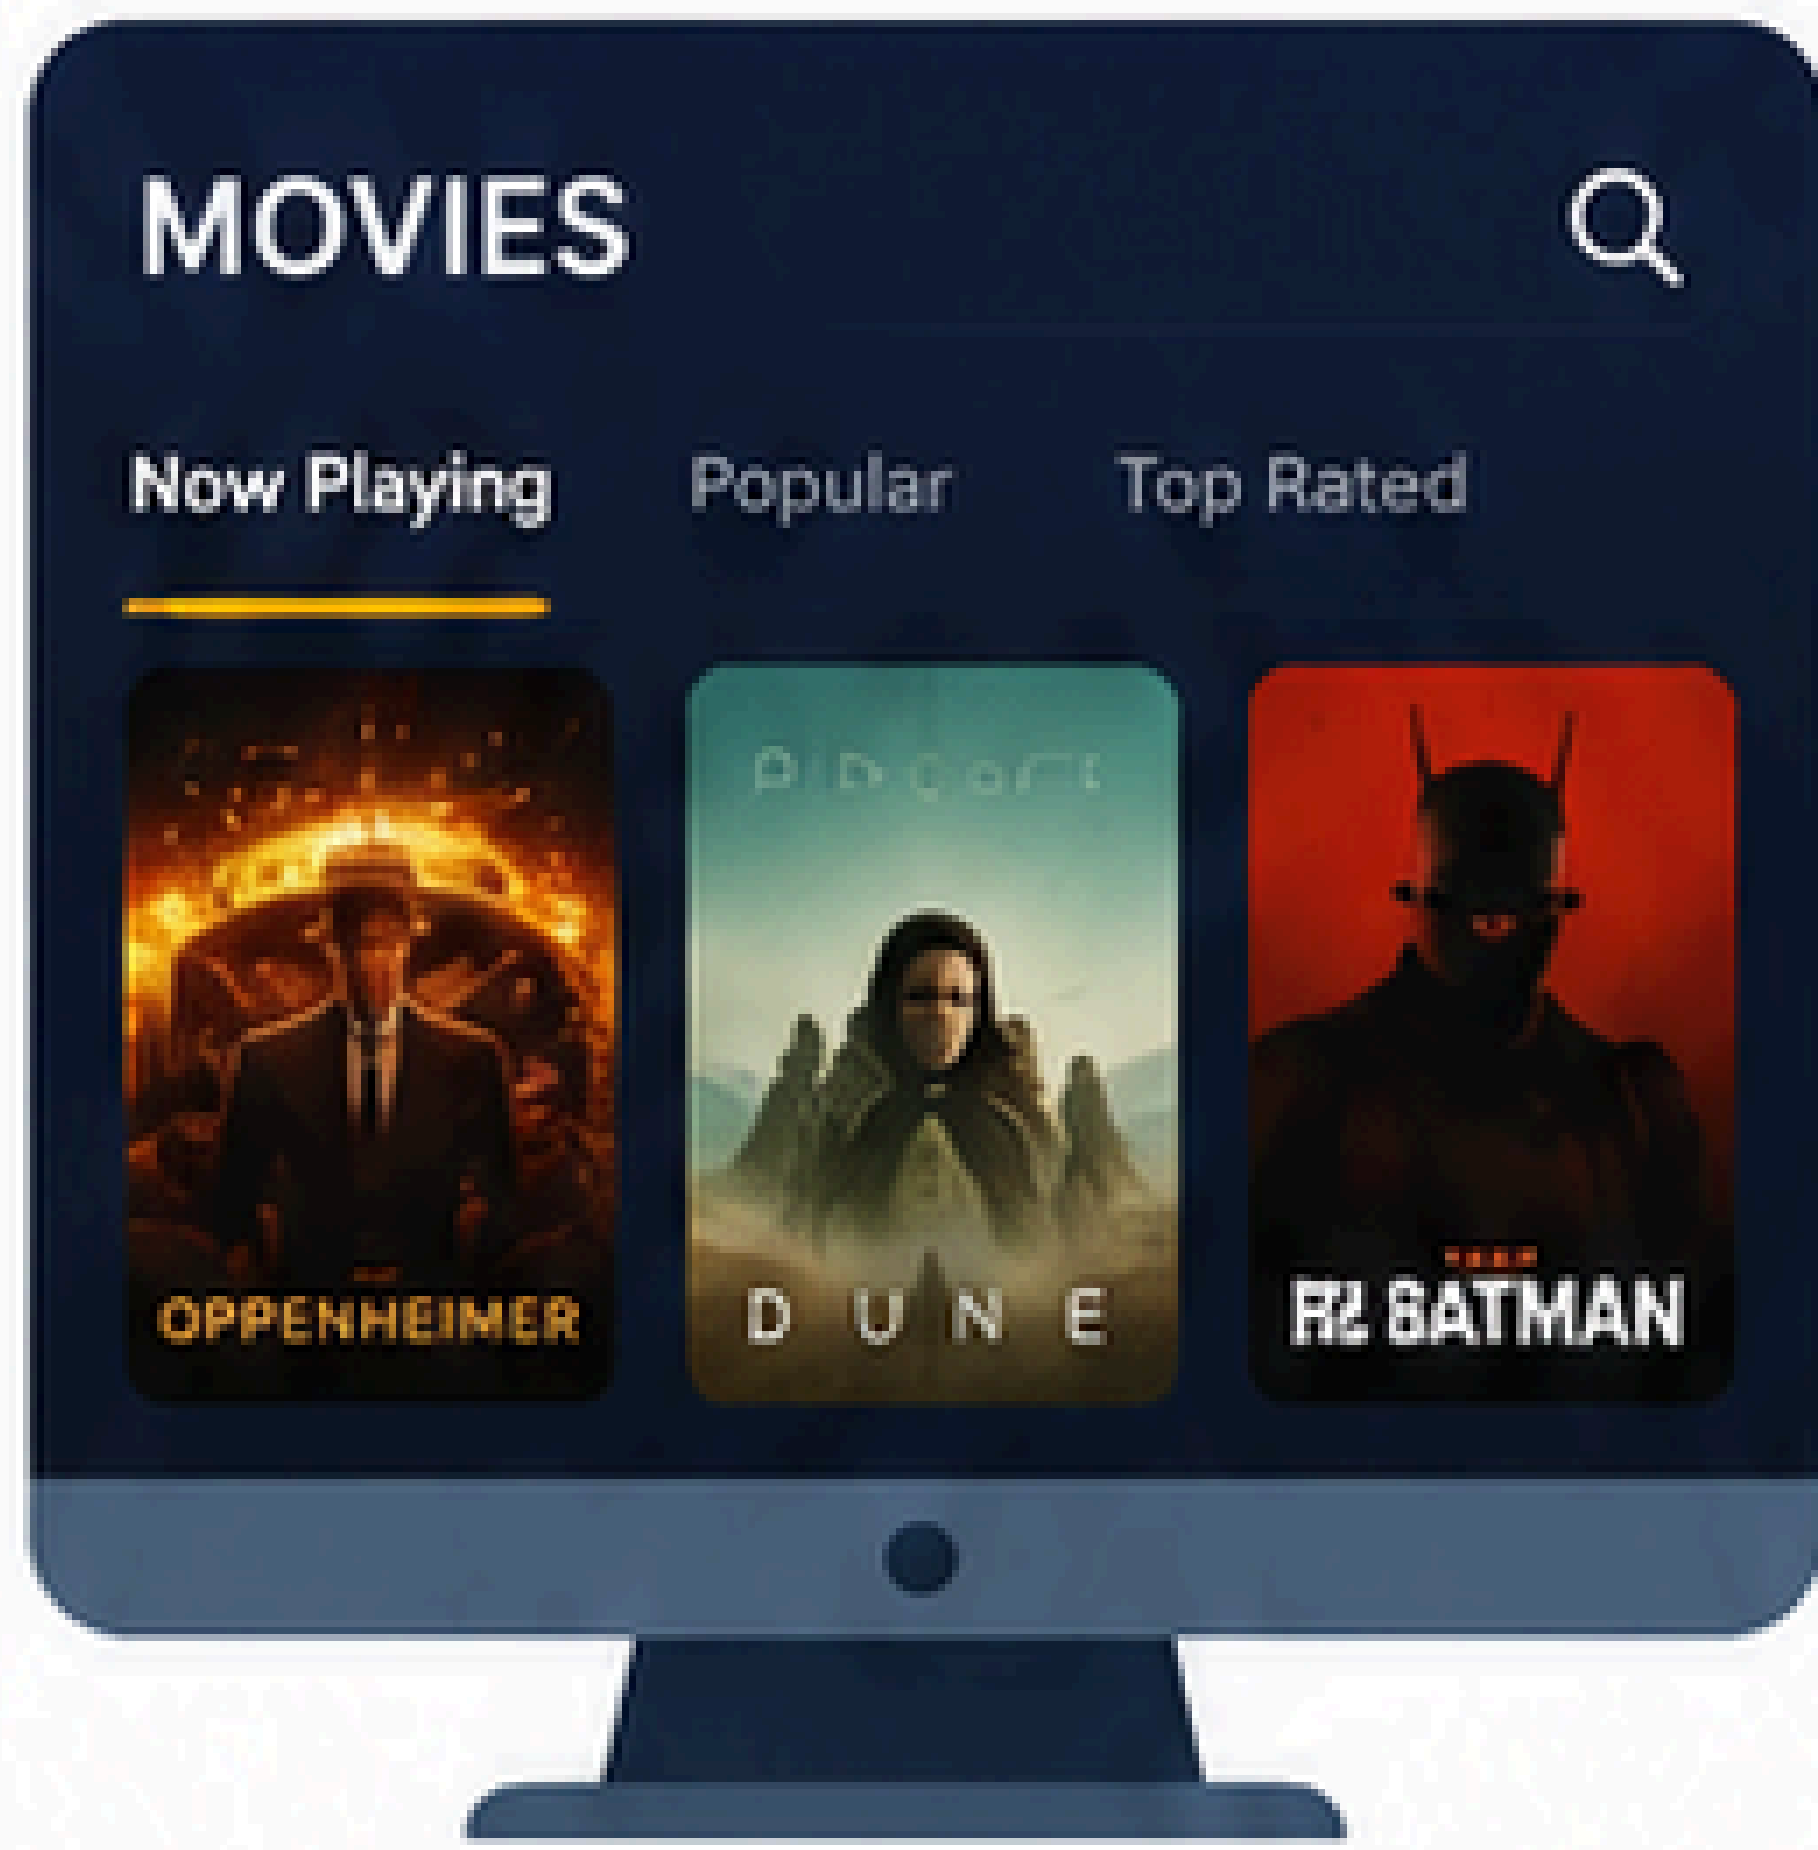 MOVIES
Now Playing Popular Top Rated
OPPENHEIMER
D U N E
BATMAN